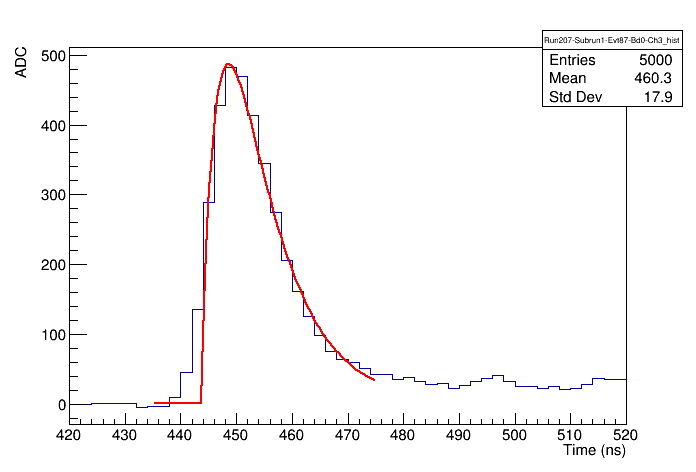 Run207-Subrun1-Evt87-Bd0-Ch3_hist
Entries 5000
Mean 460.3
Std Dev 17.9
ADC
500
400
300
200
100
0
420 430 440 450 460 470 480 490 500 510 520
Time (ns)